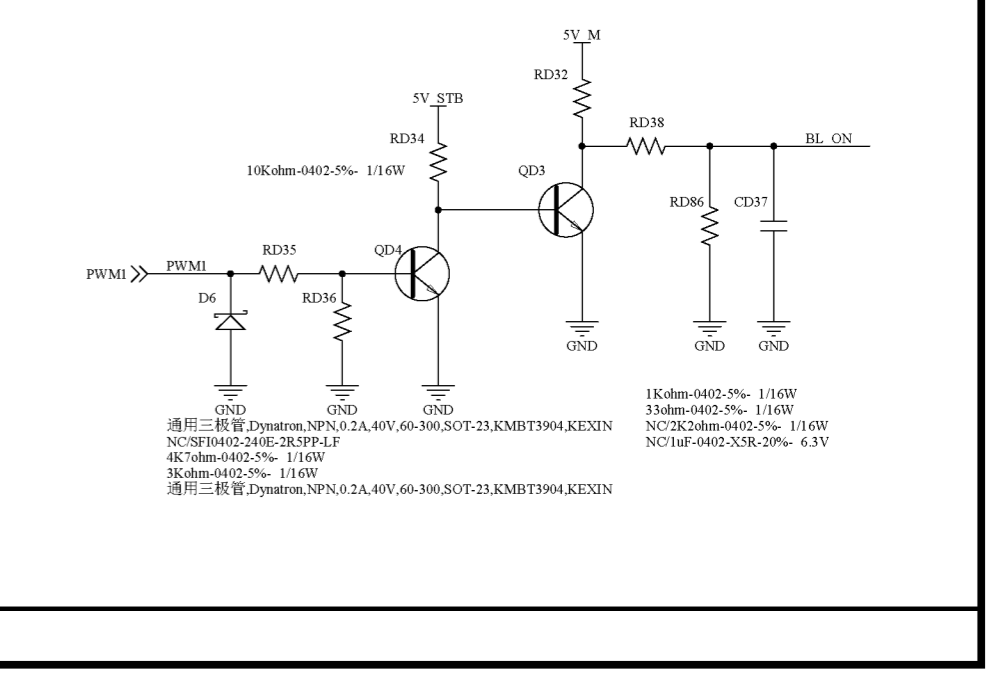 5V_M
RD32
5V_STB
RD38
RD34
BL_ON
10Kohm-0402-5%- 1/16W
QD3
RD86
CD37
RD35
QD4
PWM1
PWM1
D6
RD36
GND
GND
GND
GND
GND
GND
通用三极管,Dynatron,NPN,0.2A,40V,60-300,SOT-23,KMBT3904,KEXIN
NC/SFI0402-240E-2R5PP-LF
4K7ohm-0402-5%- 1/16W
3Kohm-0402-5%- 1/16W
通用三极管,Dynatron,NPN,0.2A,40V,60-300,SOT-23,KMBT3904,KEXIN
1Kohm-0402-5%- 1/16W
33ohm-0402-5%- 1/16W
NC/2K2ohm-0402-5%- 1/16W
NC/1uF-0402-X5R-20%- 6.3V